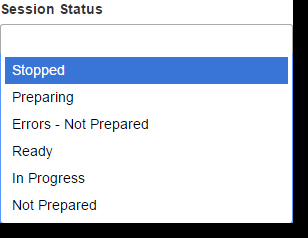 Session Status
Stopped
Preparing
Errors - Not Prepared
Ready
In Progress
Not Prepared